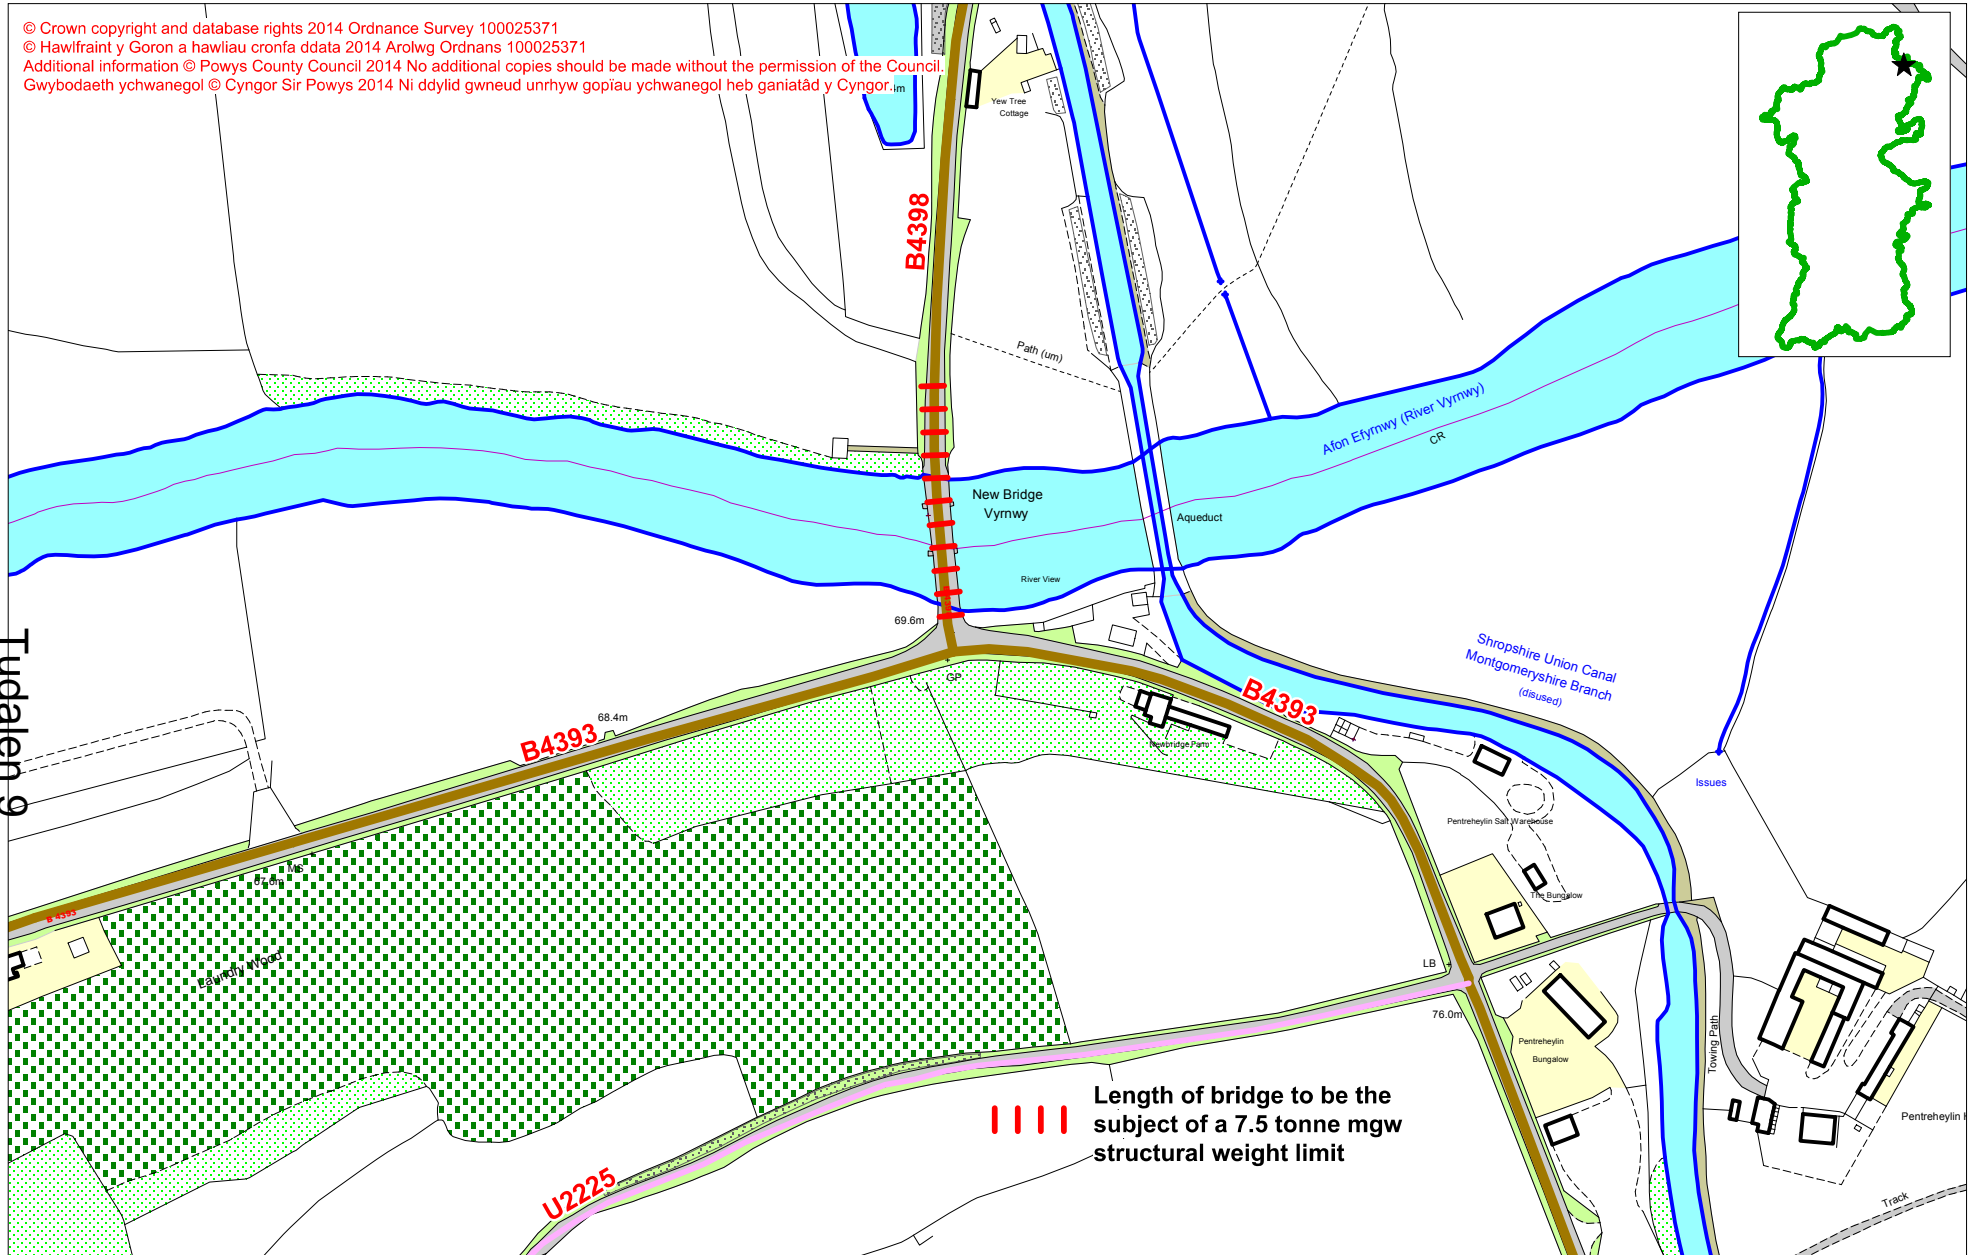 © Crown copyright and database rights 2014 Ordnance Survey 100025371
© Hawlfraint y Goron a hawliau cronfa ddata 2014 Arolwg Ordnans 100025371
Additional information © Powys County Council 2014 No additional copies should be made without the permission of the Council.
Gwybodaeth ychwanegol © Cyngor Sir Powys 2014 Ni ddylid gwneud unrhyw gopïau ychwanegol heb ganiatâd y Cyngor.
Yew Tree
Cottage
B4398
Path (um)
Afon Efyrnwy (River Vyrnwy)
CR
New Bridge
Vyrnwy
Aqueduct
River View
69.6m
Tudalen 9
Shropshire Union Canal
Montgomeryshire Branch
(disused)
GP
B4393
68.4m
B4393
Newbridge Farm
Issues
Pentreheylin Salt Warehouse
MS
67.6m
The Bungalow
B 4393
Laundry Wood
LB
76.0m
Pentreheylin
Bungalow
Towing Path
Length of bridge to be the
subject of a 7.5 tonne mgw
structural weight limit
Pentreheylin
U2225
Track